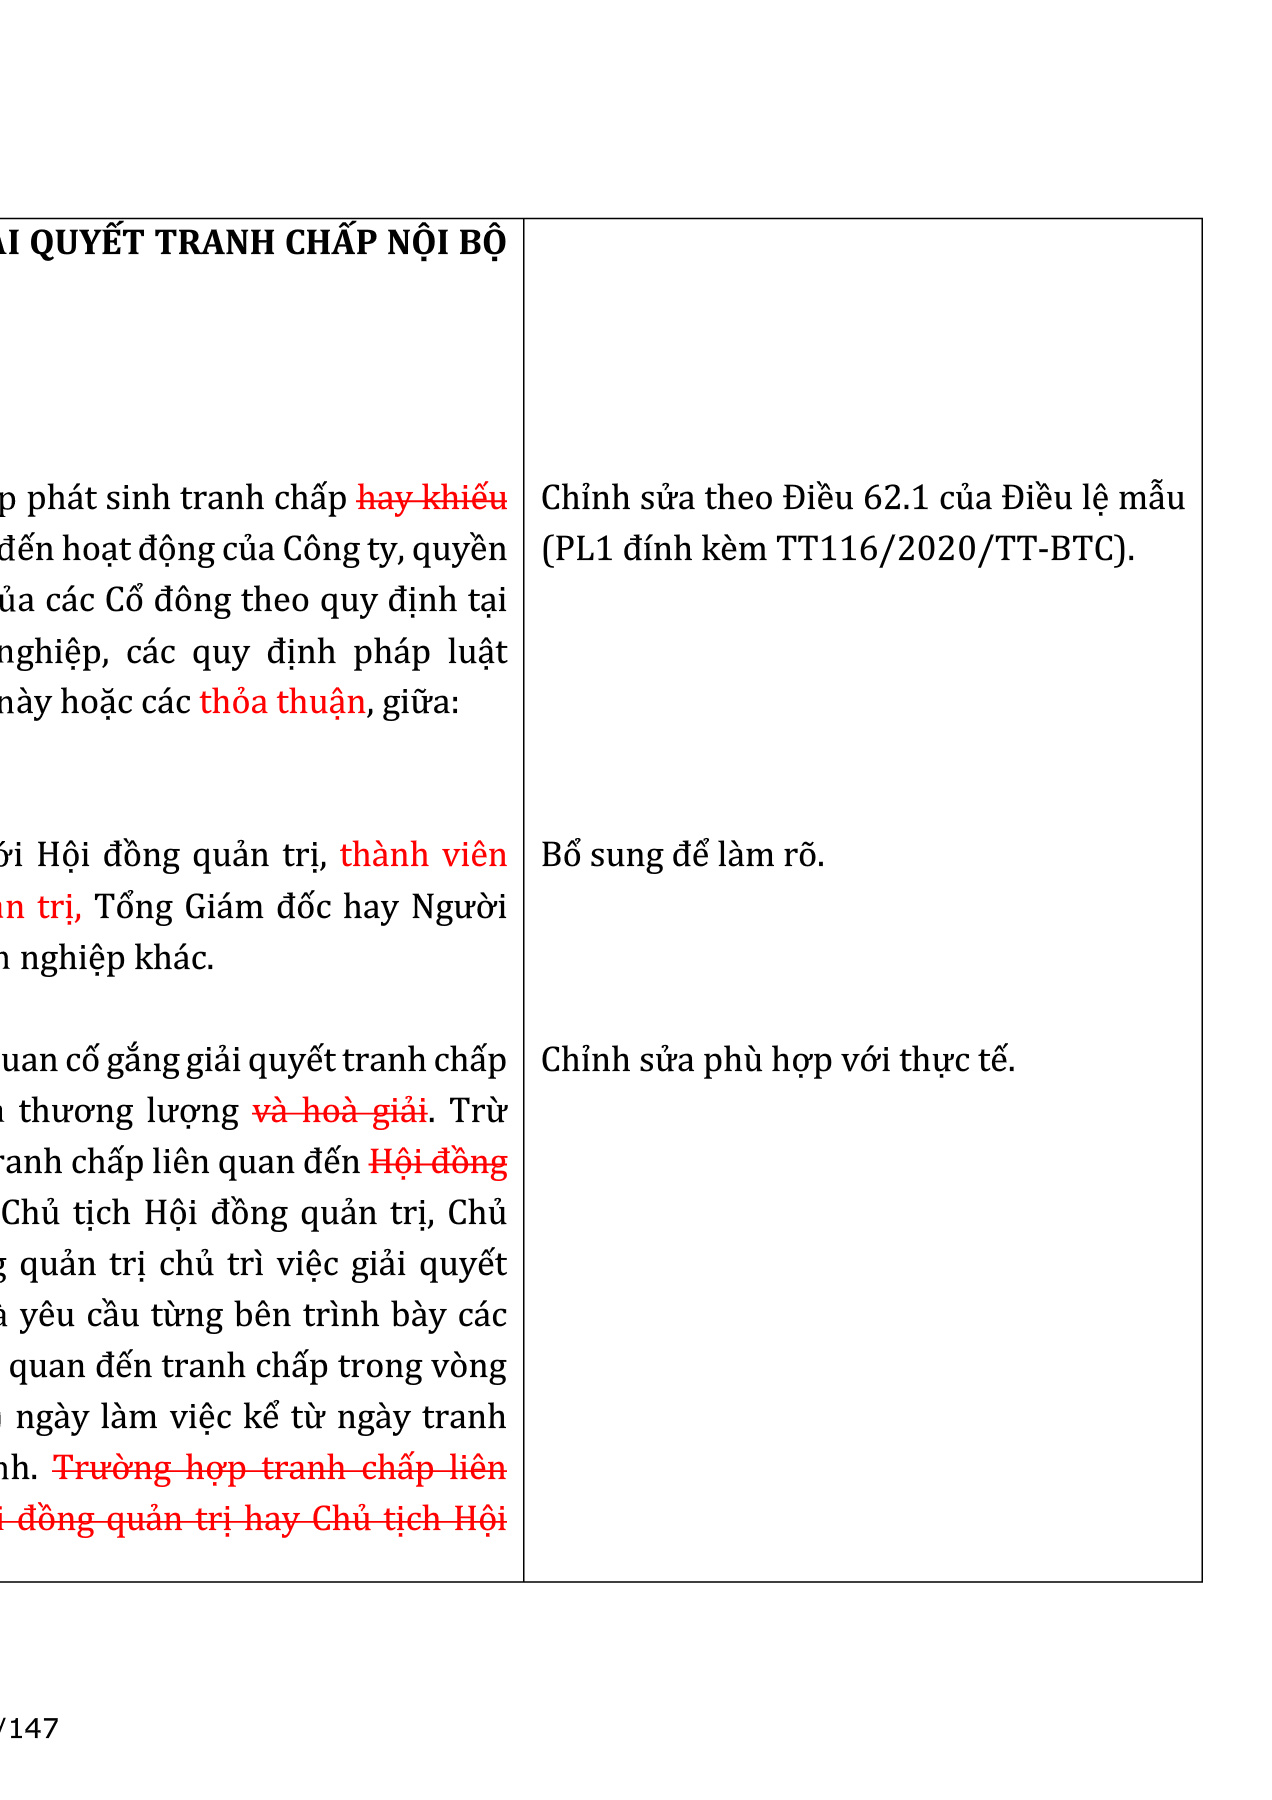 ẢI QUYẾT TRANH CHẤP NỘI BỘ
p phát sinh tranh chấp hay khiếu
đến hoạt động của Công ty, quyền
của các Cổ đông theo quy định tại
nghiệp, các quy định pháp luật
này hoặc các thỏa thuận, giữa:
Chỉnh sửa theo Điều 62.1 của Điều lệ mẫu
(PL1 đính kèm TT116/2020/TT-BTC).
ới Hội đồng quản trị, thành viên
trị, Tổng Giám đốc hay Người
nghiệp khác.
Bổ sung để làm rõ.
quan cố gắng giải quyết tranh chấp
thương lượng và hoà giải. Trừ
tranh chấp liên quan đến Hội đồng
Chủ tịch Hội đồng quản trị, Chủ
g quản trị chủ trì việc giải quyết
à yêu cầu từng bên trình bày các
quan đến tranh chấp trong vòng
ngày làm việc kể từ ngày tranh
nh. Trường hợp tranh chấp liên
i đồng quản trị hay Chủ tịch Hội
Chỉnh sửa phù hợp với thực tế.
/147